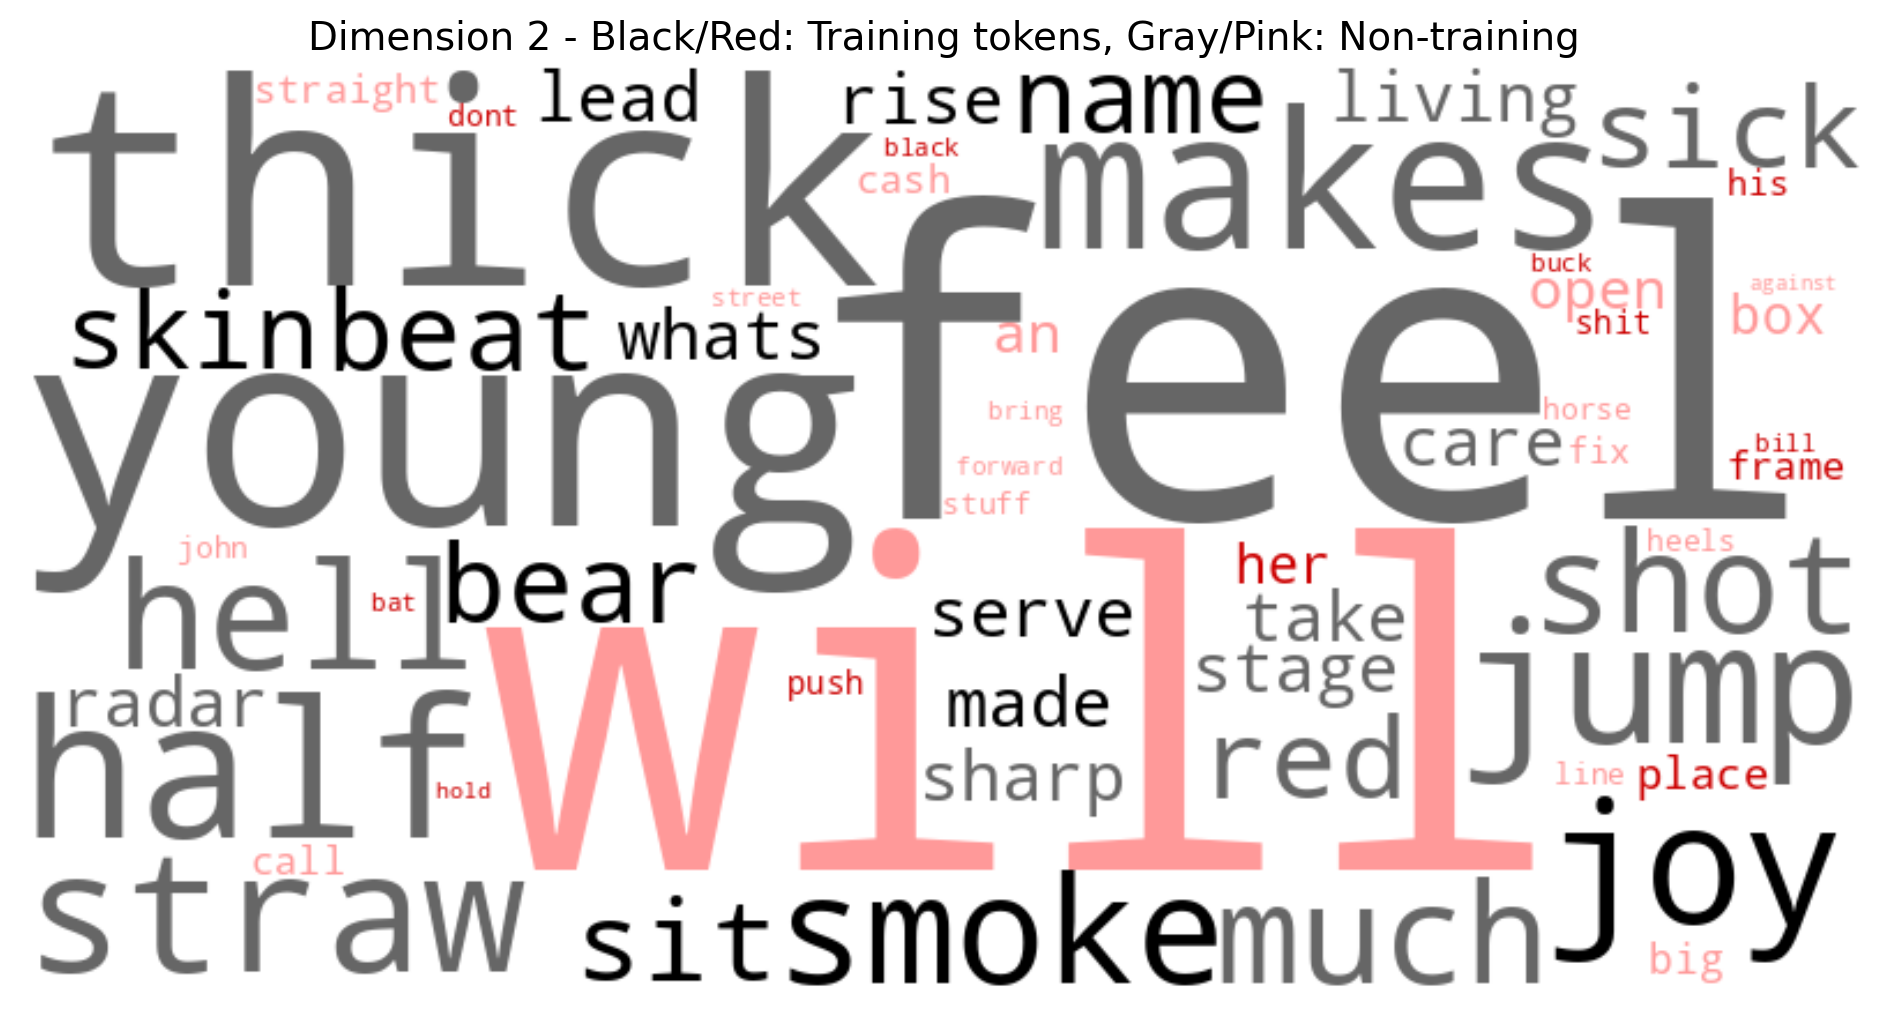 Dimension 2 - Black/Red: Training tokens, Gray/Pink: Non-training
thick
straight
dont
lead
rise
name
living
sick
black
cash
makes
his
feel
buck
open
shit
against
box
skin
beat
street
whats
an
young
bring
horse
care
fix
bill
frame
forward
stuff
john
hell
bat
bear
will
her
serve
take
heels
shot
radar
push
made
stage
jump
half
hold
sharp
red
line
place
straw
call
sit
smoke
much
joy
big